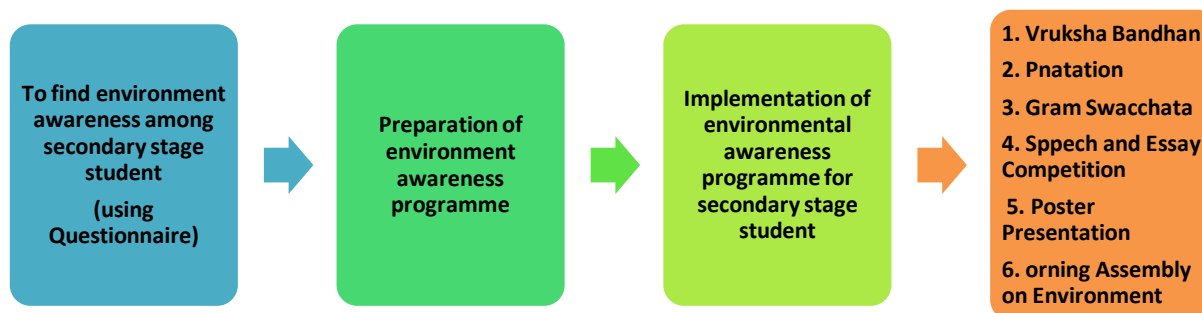 To find environment
awareness among
secondary stage
student
(using
Questionnaire)
Preparation of
environment
awareness
programme
Implementation of
environmental
awareness
programme for
secondary stage
student
1. Vruksha Bandhan
2. Pnatation
3. Gram Swacchata
4. Sppech and Essay
Competition
5. Poster
Presentation
6. orning Assembly
on Environment